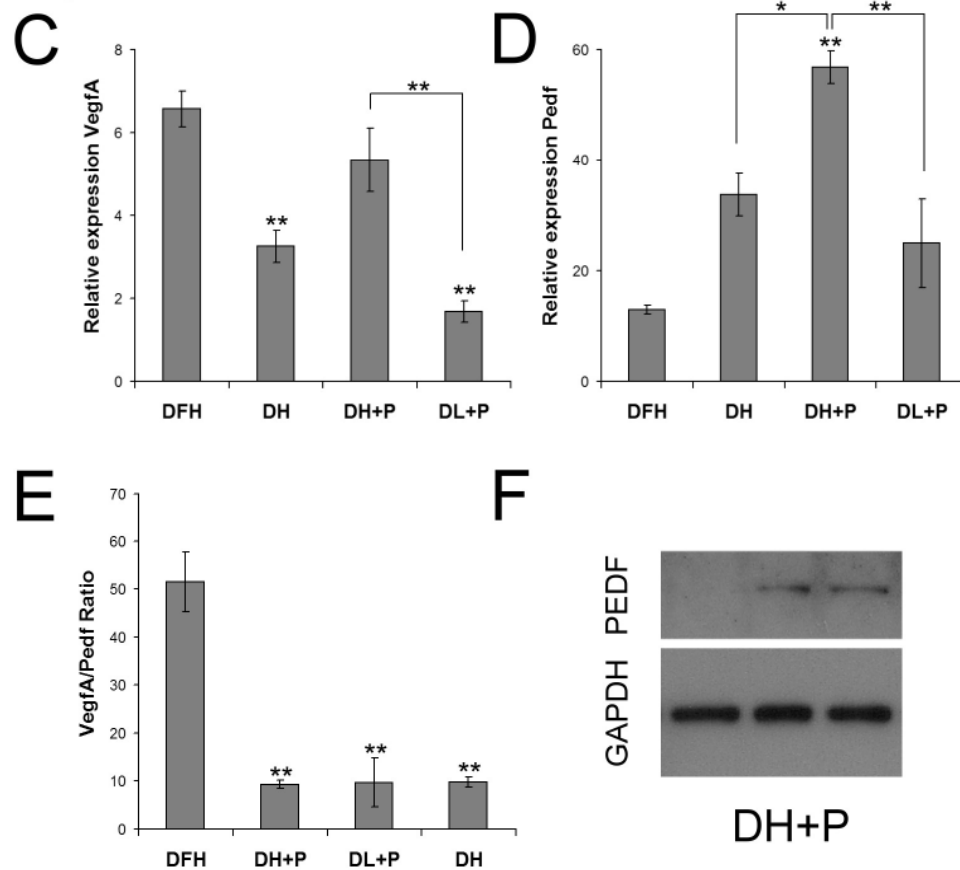 C
Relative expression VegfA
8
6
4
2
0
**
**
**
DFH DH DH+P DL+P
D
Relative expression Pedf
60
40
20
0
*
**
**
DFH DH DH+P DL+P
E
VegfA/Pedf Ratio
70
60
50
40
30
20
10
0
**
**
**
DFH DH+P DL+P DH
F
PEDF
GAPDH
DH+P